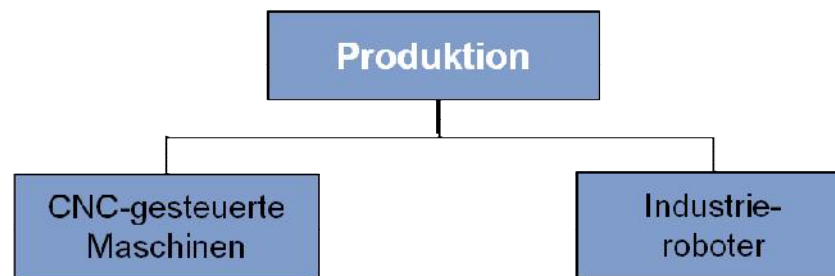 Produktion
CNC-gesteuerte
Maschinen
Industrie-
roboter